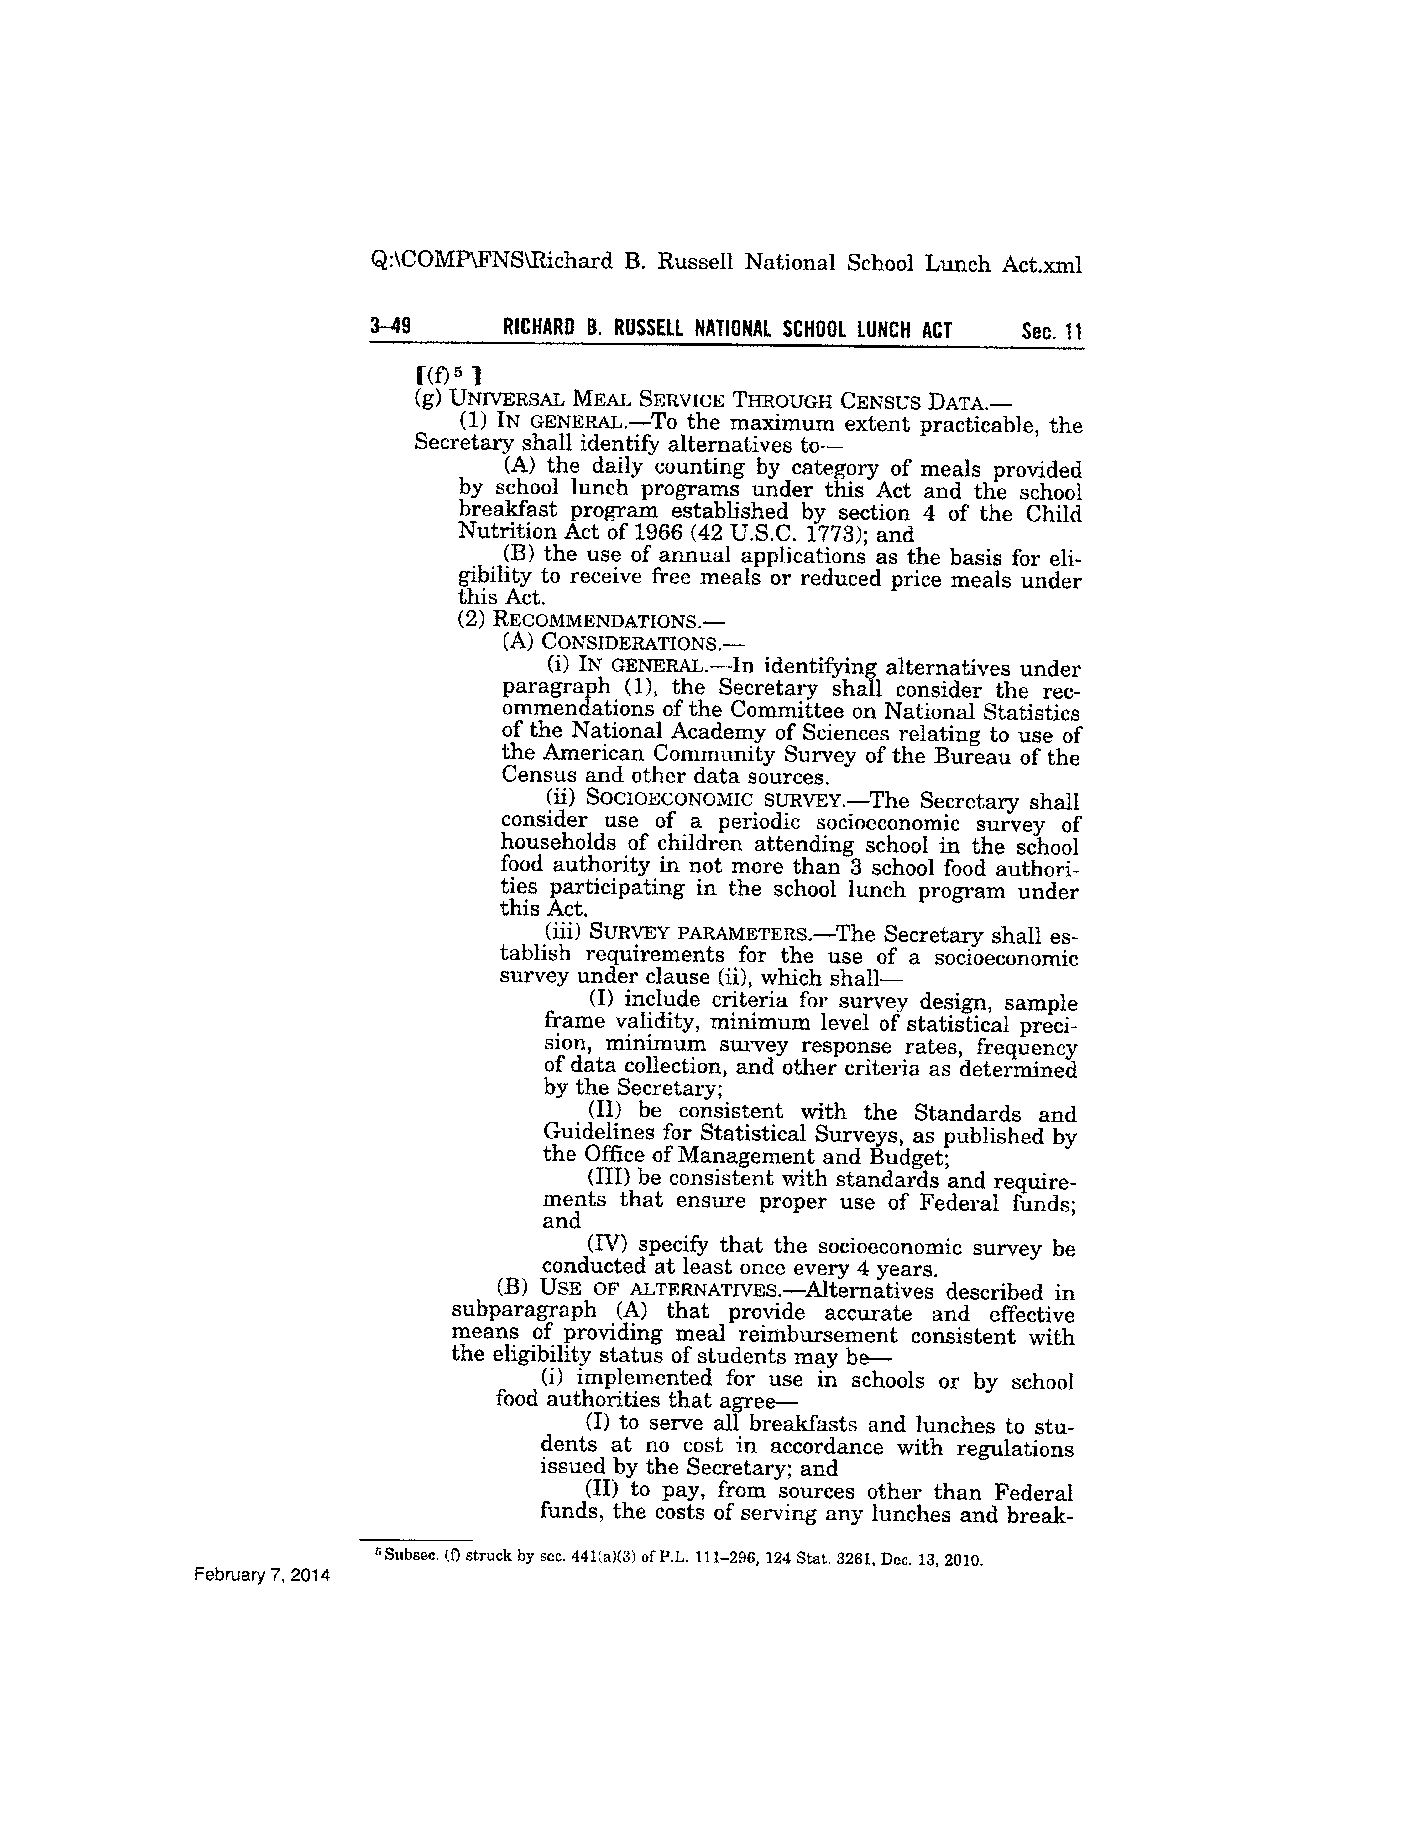 Q:\COMP\FNS\Richard B. Russell National School Lunch Act.xml
3–49 RICHARD B. RUSSELL NATIONAL SCHOOL LUNCH ACT Sec. 11
[(f)5 ]
(g) UNIVERSAL MEAL SERVICE THROUGH CENSUS DATA.—
(1) IN GENERAL.—To the maximum extent practicable, the
Secretary shall identify alternatives to—
(A) the daily counting by category of meals provided
by school lunch programs under this Act and the school
breakfast program established by section 4 of the Child
Nutrition Act of 1966 (42 U.S.C. 1773); and
(B) the use of annual applications as the basis for eli-
gibility to receive free meals or reduced price meals under
this Act.
(2) RECOMMENDATIONS.—
(A) CONSIDERATIONS.—
(i) IN GENERAL.—In identifying alternatives under
paragraph (1), the Secretary shall consider the rec-
ommendations of the Committee on National Statistics
of the National Academy of Sciences relating to use of
the American Community Survey of the Bureau of the
Census and other data sources.
(ii) SOCIOECONOMIC SURVEY.—The Secretary shall
consider use of a periodic socioeconomic survey of
households of children attending school in the school
food authority in not more than 3 school food authori-
ties participating in the school lunch program under
this Act.
(iii) SURVEY PARAMETERS.—The Secretary shall es-
tablish requirements for the use of a socioeconomic
survey under clause (ii), which shall—
(I) include criteria for survey design, sample
frame validity, minimum level of statistical preci-
sion, minimum survey response rates, frequency
of data collection, and other criteria as determined
by the Secretary;
(II) be consistent with the Standards and
Guidelines for Statistical Surveys, as published by
the Office of Management and Budget;
(III) be consistent with standards and require-
ments that ensure proper use of Federal funds;
and
(IV) specify that the socioeconomic survey be
conducted at least once every 4 years.
(B) USE OF ALTERNATIVES.—Alternatives described in
subparagraph (A) that provide accurate and effective
means of providing meal reimbursement consistent with
the eligibility status of students may be—
(i) implemented for use in schools or by school
food authorities that agree—
(I) to serve all breakfasts and lunches to stu-
dents at no cost in accordance with regulations
issued by the Secretary; and
(II) to pay, from sources other than Federal
funds, the costs of serving any lunches and break-
5 Subsec. (f) struck by sec. 441(a)(3) of P.L. 111–296, 124 Stat. 3261, Dec. 13, 2010.
February 7, 2014